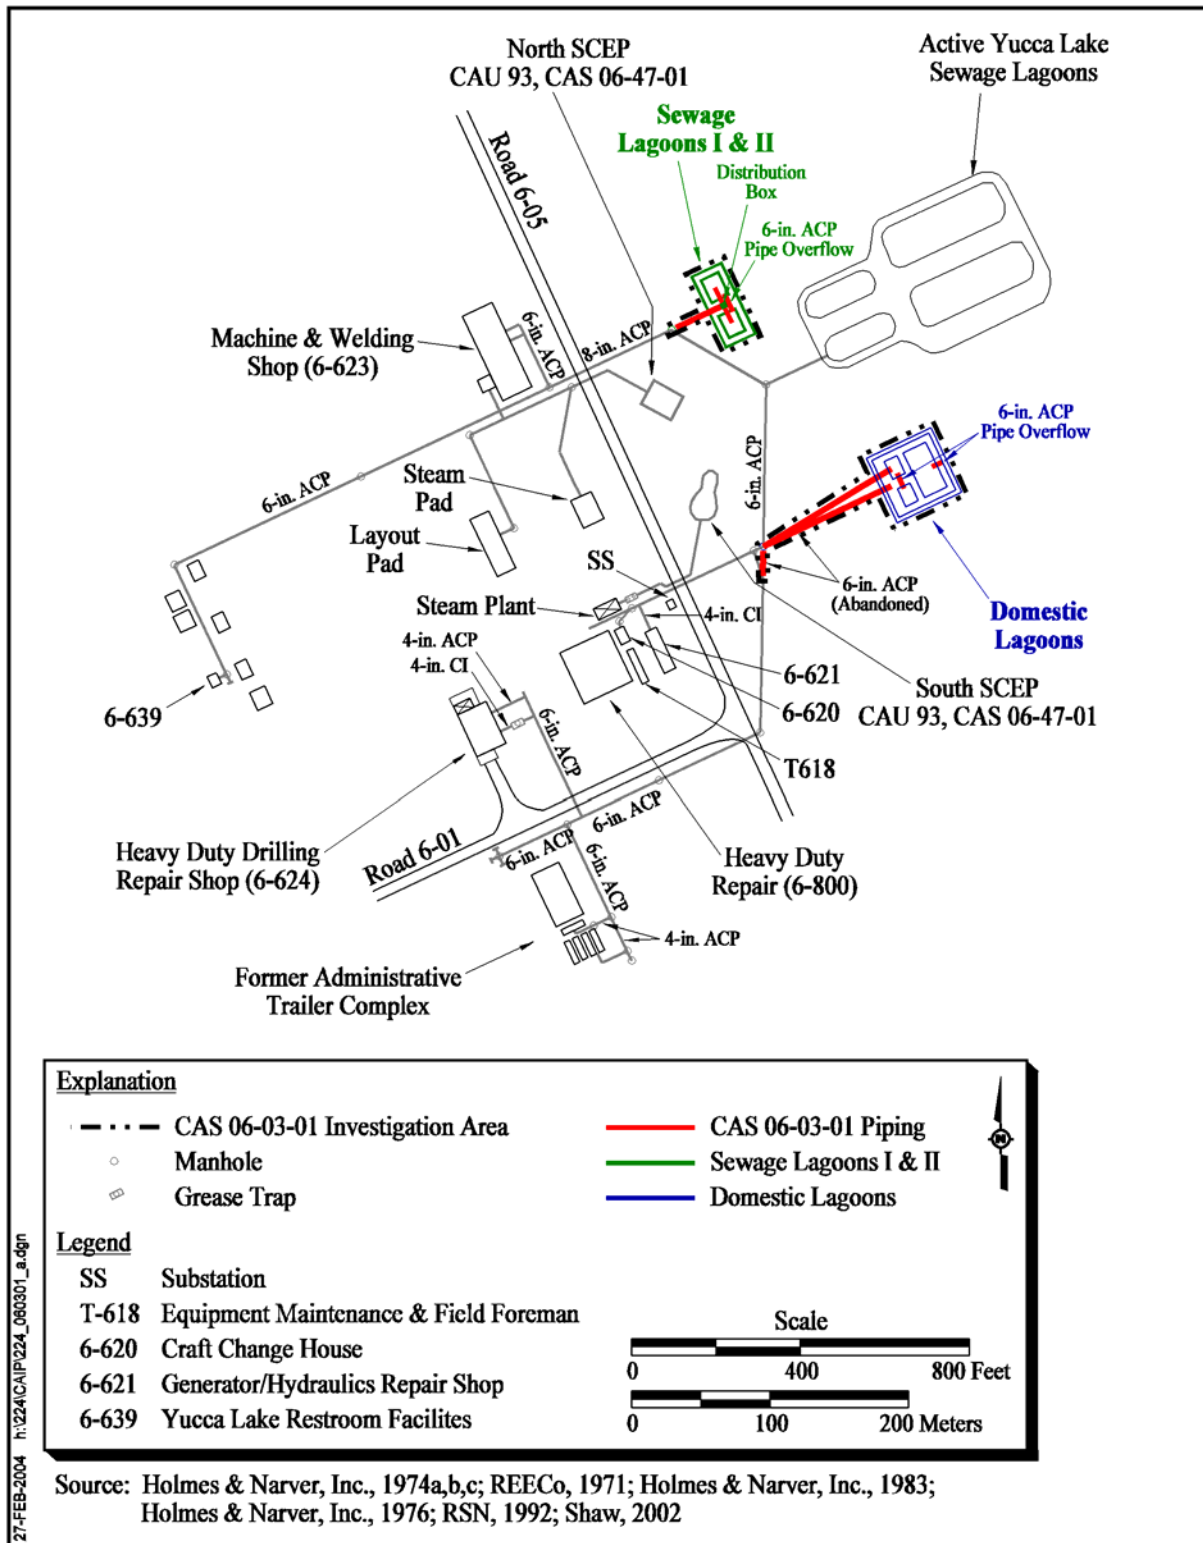 North SCEP
CAU 93, CAS 06-47-01
Active Yucca Lake
Sewage Lagoons
Sewage
Lagoons I & II
Distribution
Box
6-in. ACP
Pipe Overflow
Road 6-05
Machine & Welding
Shop (6-623)
6-in. ACP
8-in. ACP
6-in. ACP
Pipe Overflow
6-in. ACP
6-in. ACP
Steam
Pad
Layout
Pad
SS
6-in. ACP
(Abandoned)
Domestic
Lagoons
Steam Plant
4-in. CI
4-in. ACP
4-in. CI
6-621
South SCEP
CAU 93, CAS 06-47-01
6-639
6-620
6-in. ACP
T618
6-in. ACP
Heavy Duty Drilling
Repair Shop (6-624)
Road 6-01
6-in. ACP
6-in. ACP
Heavy Duty
Repair (6-800)
4-in. ACP
Former Administrative
Trailer Complex
Explanation
CAS 06-03-01 Investigation Area
CAS 06-03-01 Piping
Manhole
Sewage Lagoons I & II
Grease Trap
Domestic Lagoons
N
Legend
SS Substation
T-618 Equipment Maintenance & Field Foreman
6-620 Craft Change House
6-621 Generator/Hydraulics Repair Shop
6-639 Yucca Lake Restroom Facilites
Scale
0 400 800 Feet
0 100 200 Meters
27-FEB-2004 h:\224\CAIP\224_060301_a.dgn
Source: Holmes & Narver, Inc., 1974a,b,c; REECo, 1971; Holmes & Narver, Inc., 1983;
Holmes & Narver, Inc., 1976; RSN, 1992; Shaw, 2002